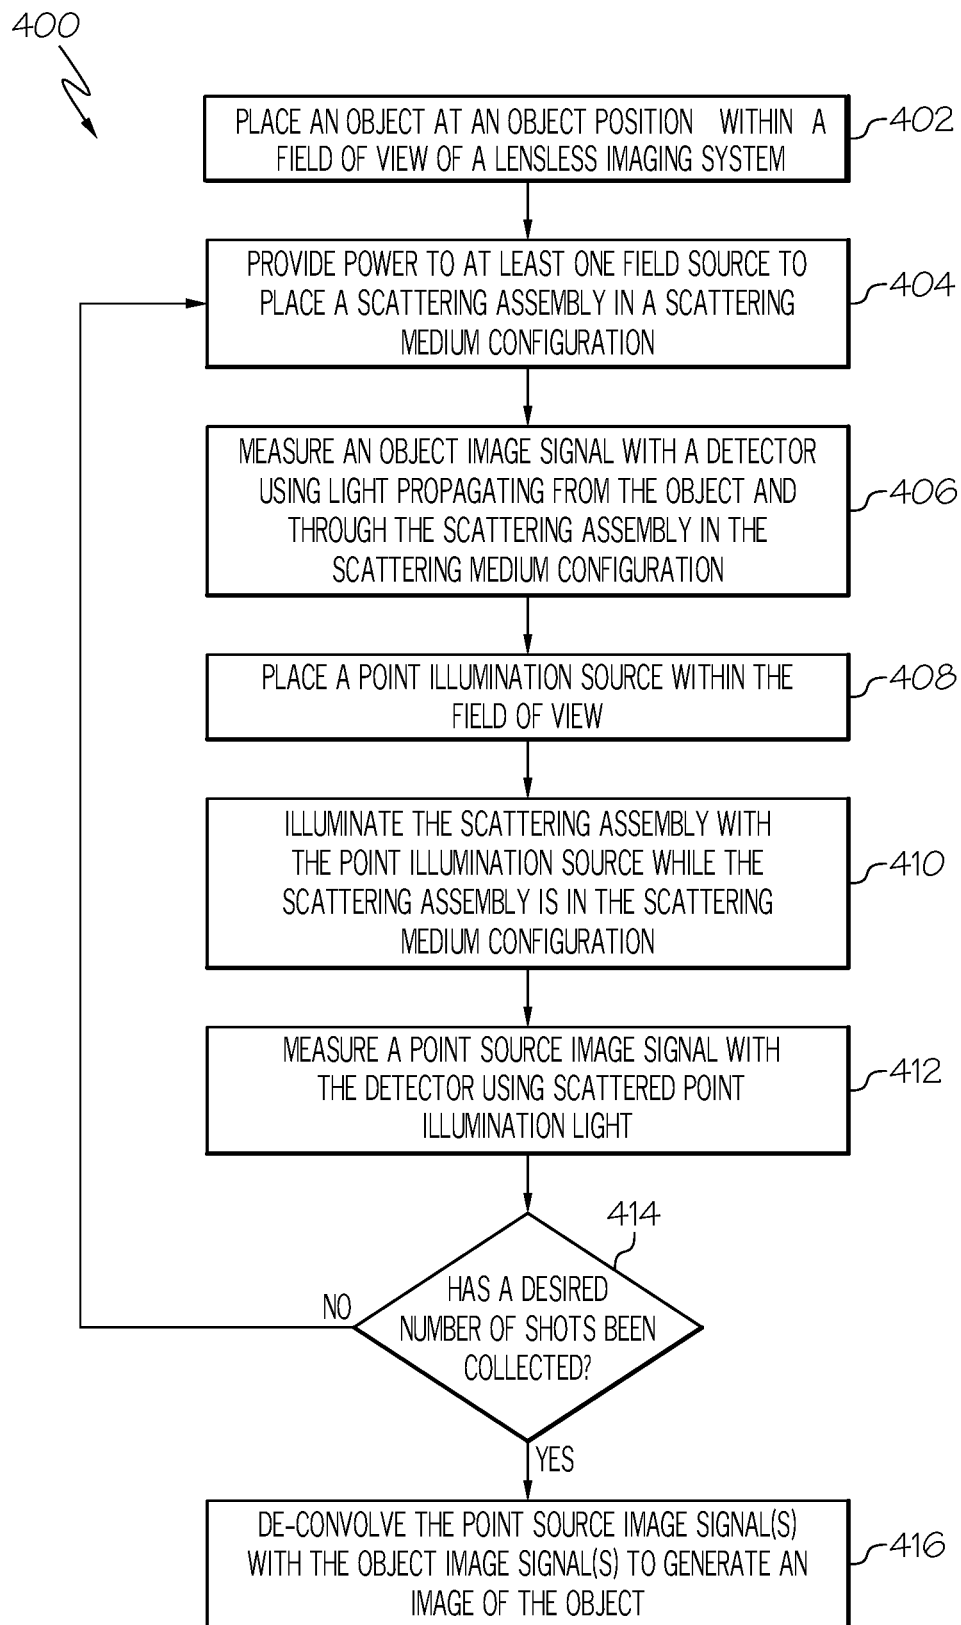 400
PLACE AN OBJECT AT AN OBJECT POSITION WITHIN A
FIELD OF VIEW OF A LENSLESS IMAGING SYSTEM
402
PROVIDE POWER TO AT LEAST ONE FIELD SOURCE TO
PLACE A SCATTERING ASSEMBLY IN A SCATTERING
MEDIUM CONFIGURATION
404
MEASURE AN OBJECT IMAGE SIGNAL WITH A DETECTOR
USING LIGHT PROPAGATING FROM THE OBJECT AND
THROUGH THE SCATTERING ASSEMBLY IN THE
SCATTERING MEDIUM CONFIGURATION
406
PLACE A POINT ILLUMINATION SOURCE WITHIN THE
FIELD OF VIEW
408
ILLUMINATE THE SCATTERING ASSEMBLY WITH
THE POINT ILLUMINATION SOURCE WHILE THE
SCATTERING ASSEMBLY IS IN THE SCATTERING
MEDIUM CONFIGURATION
410
MEASURE A POINT SOURCE IMAGE SIGNAL WITH
THE DETECTOR USING SCATTERED POINT
ILLUMINATION LIGHT
412
414
HAS A DESIRED
NUMBER OF SHOTS BEEN
COLLECTED?
NO
YES
DE-CONVOLVE THE POINT SOURCE IMAGE SIGNAL(S)
WITH THE OBJECT IMAGE SIGNAL(S) TO GENERATE AN
IMAGE OF THE OBJECT
416